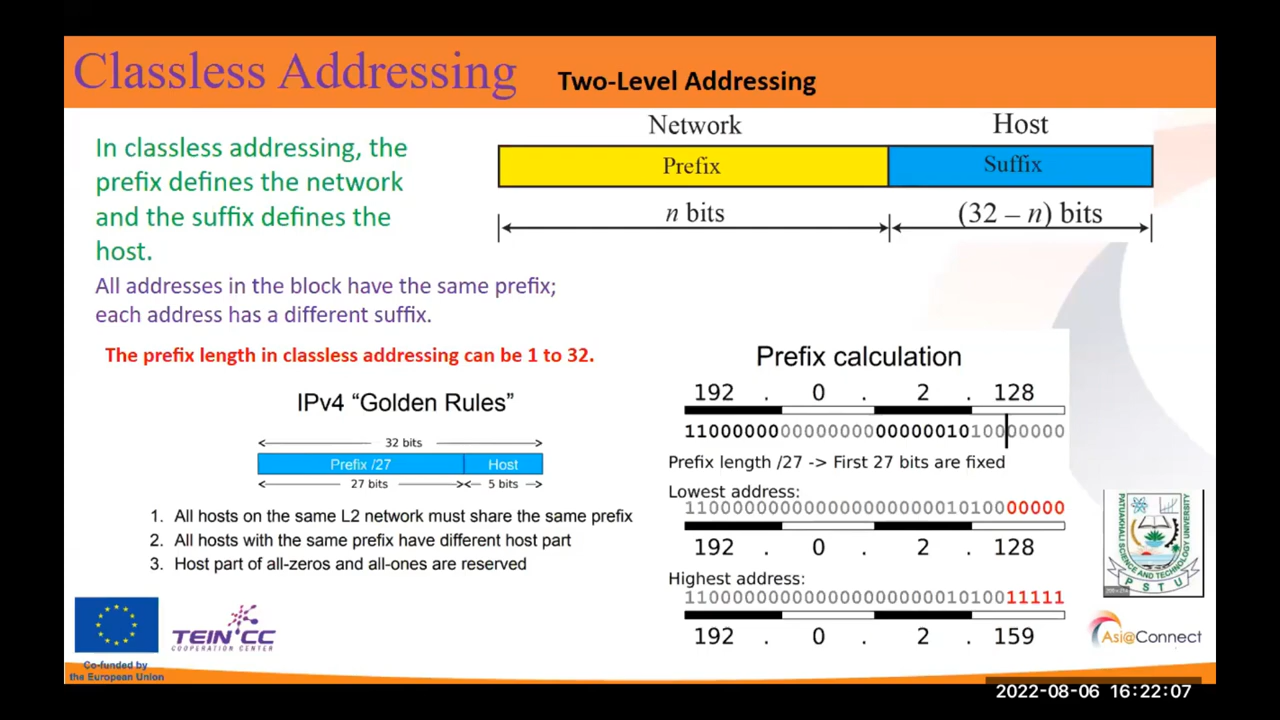 Classless Addressing
Two-Level Addressing
In classless addressing, the
prefix defines the network
and the suffix defines the
host.
All addresses in the block have the same prefix;
each address has a different suffix.
The prefix length in classless addressing can be 1 to 32.
Network Host
Prefix Suffix
n bits (32 – n) bits
IPv4 “Golden Rules”
32 bits
Prefix /27 Host
27 bits 5 bits
1. All hosts on the same L2 network must share the same prefix
2. All hosts with the same prefix have different host part
3. Host part of all-zeros and all-ones are reserved
Prefix calculation
192 . 0 . 2 . 128
11000000000000000000001010000000
Prefix length /27 -> First 27 bits are fixed
Lowest address:
11000000000000000000001010000000
192 . 0 . 2 . 128
Highest address:
11000000000000000000001010011111
192 . 0 . 2 . 159
PATUAKHALI SCIENCE AND TECHNOLOGY UNIVERSITY
PSTU
Co-funded by
the European Union
TEIN*CC
COOPERATION CENTER
Asi@Connect
2022-08-06 16:22:07